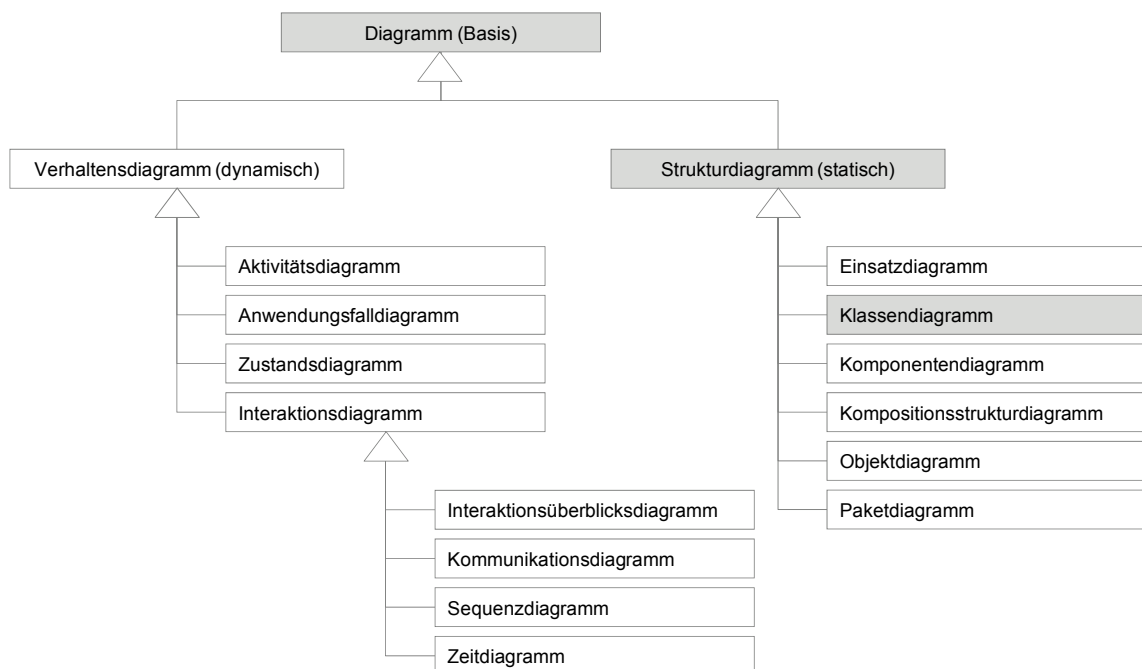 Diagramm (Basis)
Verhaltensdiagramm (dynamisch)
Strukturdiagramm (statisch)
Aktivitätsdiagramm
Anwendungsfalldiagramm
Zustandsdiagramm
Interaktionsdiagramm
Interaktionsüberblicksdiagramm
Kommunikationsdiagramm
Sequenzdiagramm
Zeitdiagramm
Einsatzdiagramm
Klassendiagramm
Komponentendiagramm
Kompositionsstrukturdiagramm
Objektdiagramm
Paketdiagramm